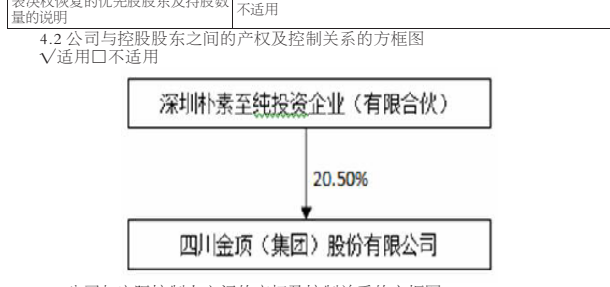 表决权恢复的优先股股东及持股数
量的说明
不适用
4.2 公司与控股股东之间的产权及控制关系的方框图
√适用□不适用
深圳朴素至纯投资企业（有限合伙）
20.50%
四川金顶（集团）股份有限公司